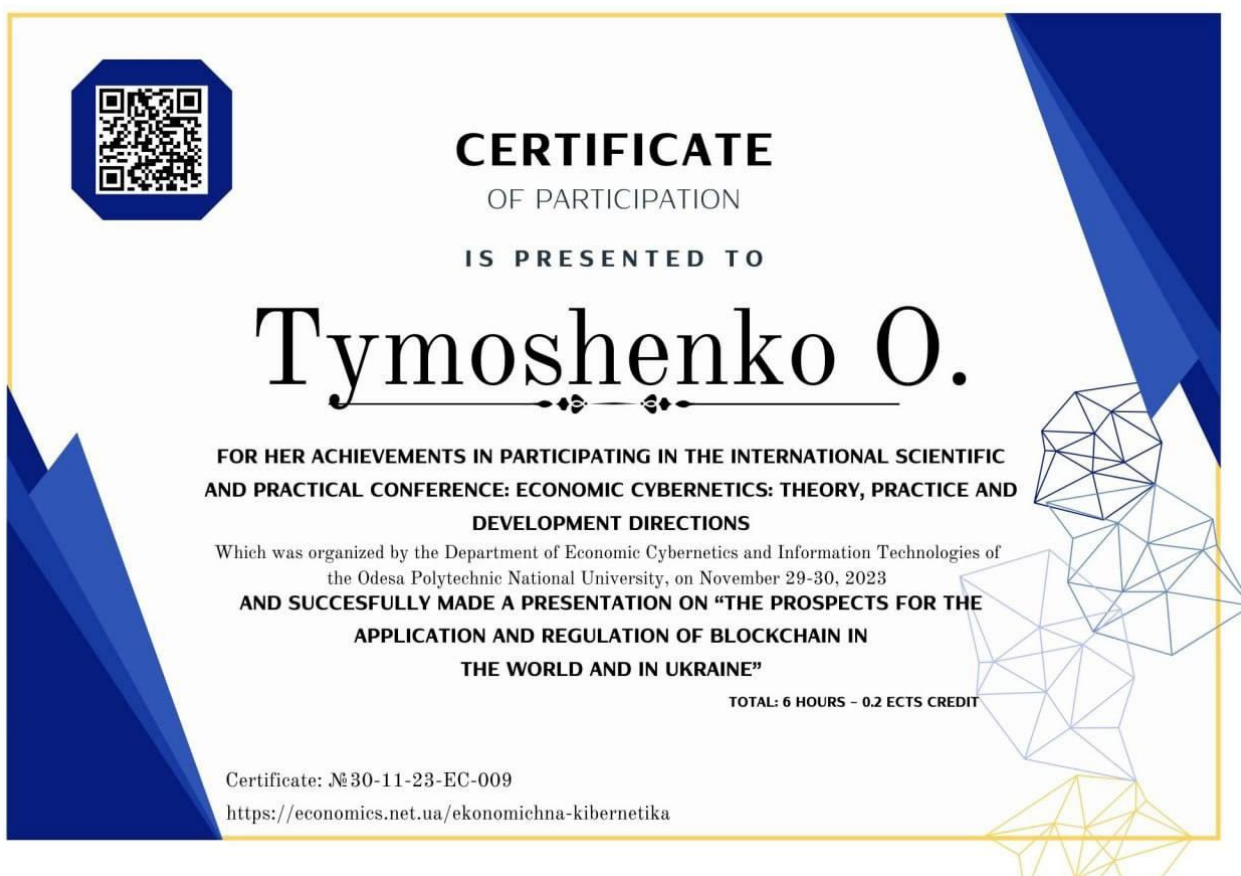 CERTIFICATE
OF PARTICIPATION
IS PRESENTED TO
Tymoshenko O.
FOR HER ACHIEVEMENTS IN PARTICIPATING IN THE INTERNATIONAL SCIENTIFIC
AND PRACTICAL CONFERENCE: ECONOMIC CYBERNETICS: THEORY, PRACTICE AND
DEVELOPMENT DIRECTIONS
Which was organized by the Department of Economic Cybernetics and Information Technologies of
the Odesa Polytechnic National University, on November 29-30, 2023
AND SUCCESFULLY MADE A PRESENTATION ON “THE PROSPECTS FOR THE
APPLICATION AND REGULATION OF BLOCKCHAIN IN
THE WORLD AND IN UKRAINE”
TOTAL: 6 HOURS – 0.2 ECTS CREDIT
Certificate: №30-11-23-EC-009
https://economics.net.ua/ekonomichna-kibernetika